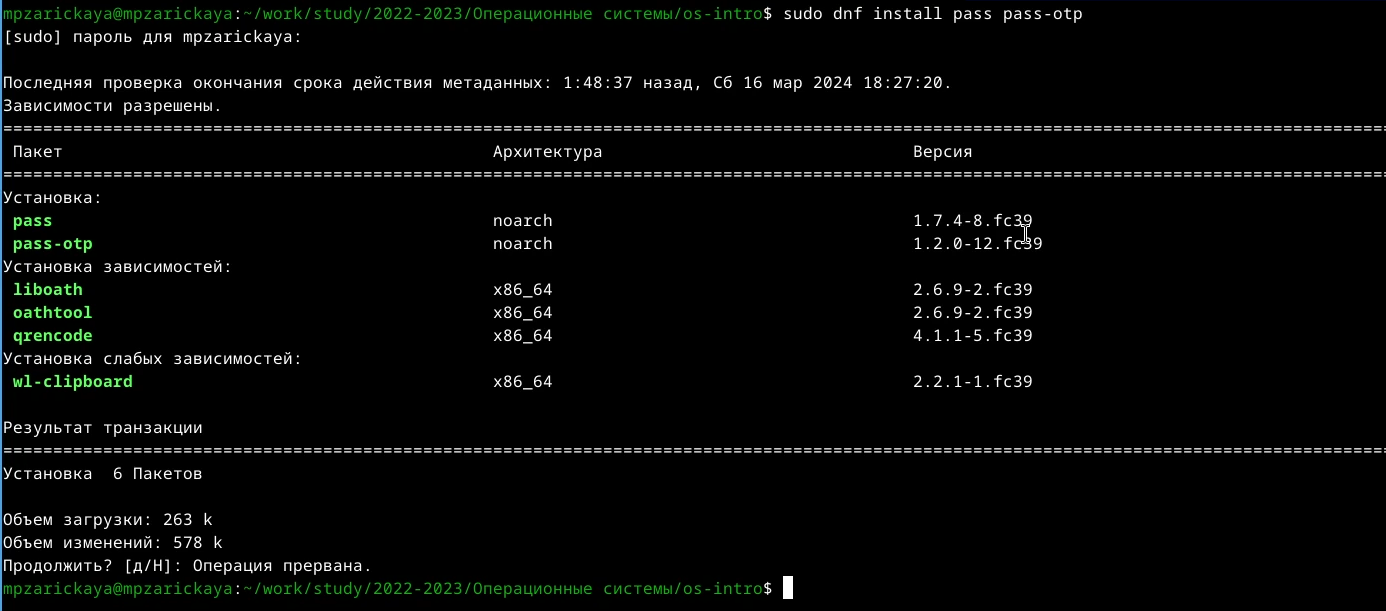 mpzarickaya@mpzarickaya:~/work/study/2022-2023/Операционные системы/os-intro$ sudo dnf install pass pass-otp
[sudo] пароль для mpzarickaya:
Последняя проверка окончания срока действия метаданных: 1:48:37 назад, Сб 16 мар 2024 18:27:20.
Зависимости разрешены.
================================================================================
Пакет Архитектура Версия
================================================================================
Установка:
pass noarch 1.7.4-8.fc39
pass-otp noarch 1.2.0-12.fc39
Установка зависимостей:
liboath x86_64 2.6.9-2.fc39
oathtool x86_64 2.6.9-2.fc39
qrencode x86_64 4.1.1-5.fc39
Установка слабых зависимостей:
wl-clipboard x86_64 2.2.1-1.fc39
Результат транзакции
================================================================================
Установка 6 Пакетов
Объем загрузки: 263 k
Объем изменений: 578 k
Продолжить? [д/Н]: Операция прервана.
mpzarickaya@mpzarickaya:~/work/study/2022-2023/Операционные системы/os-intro$